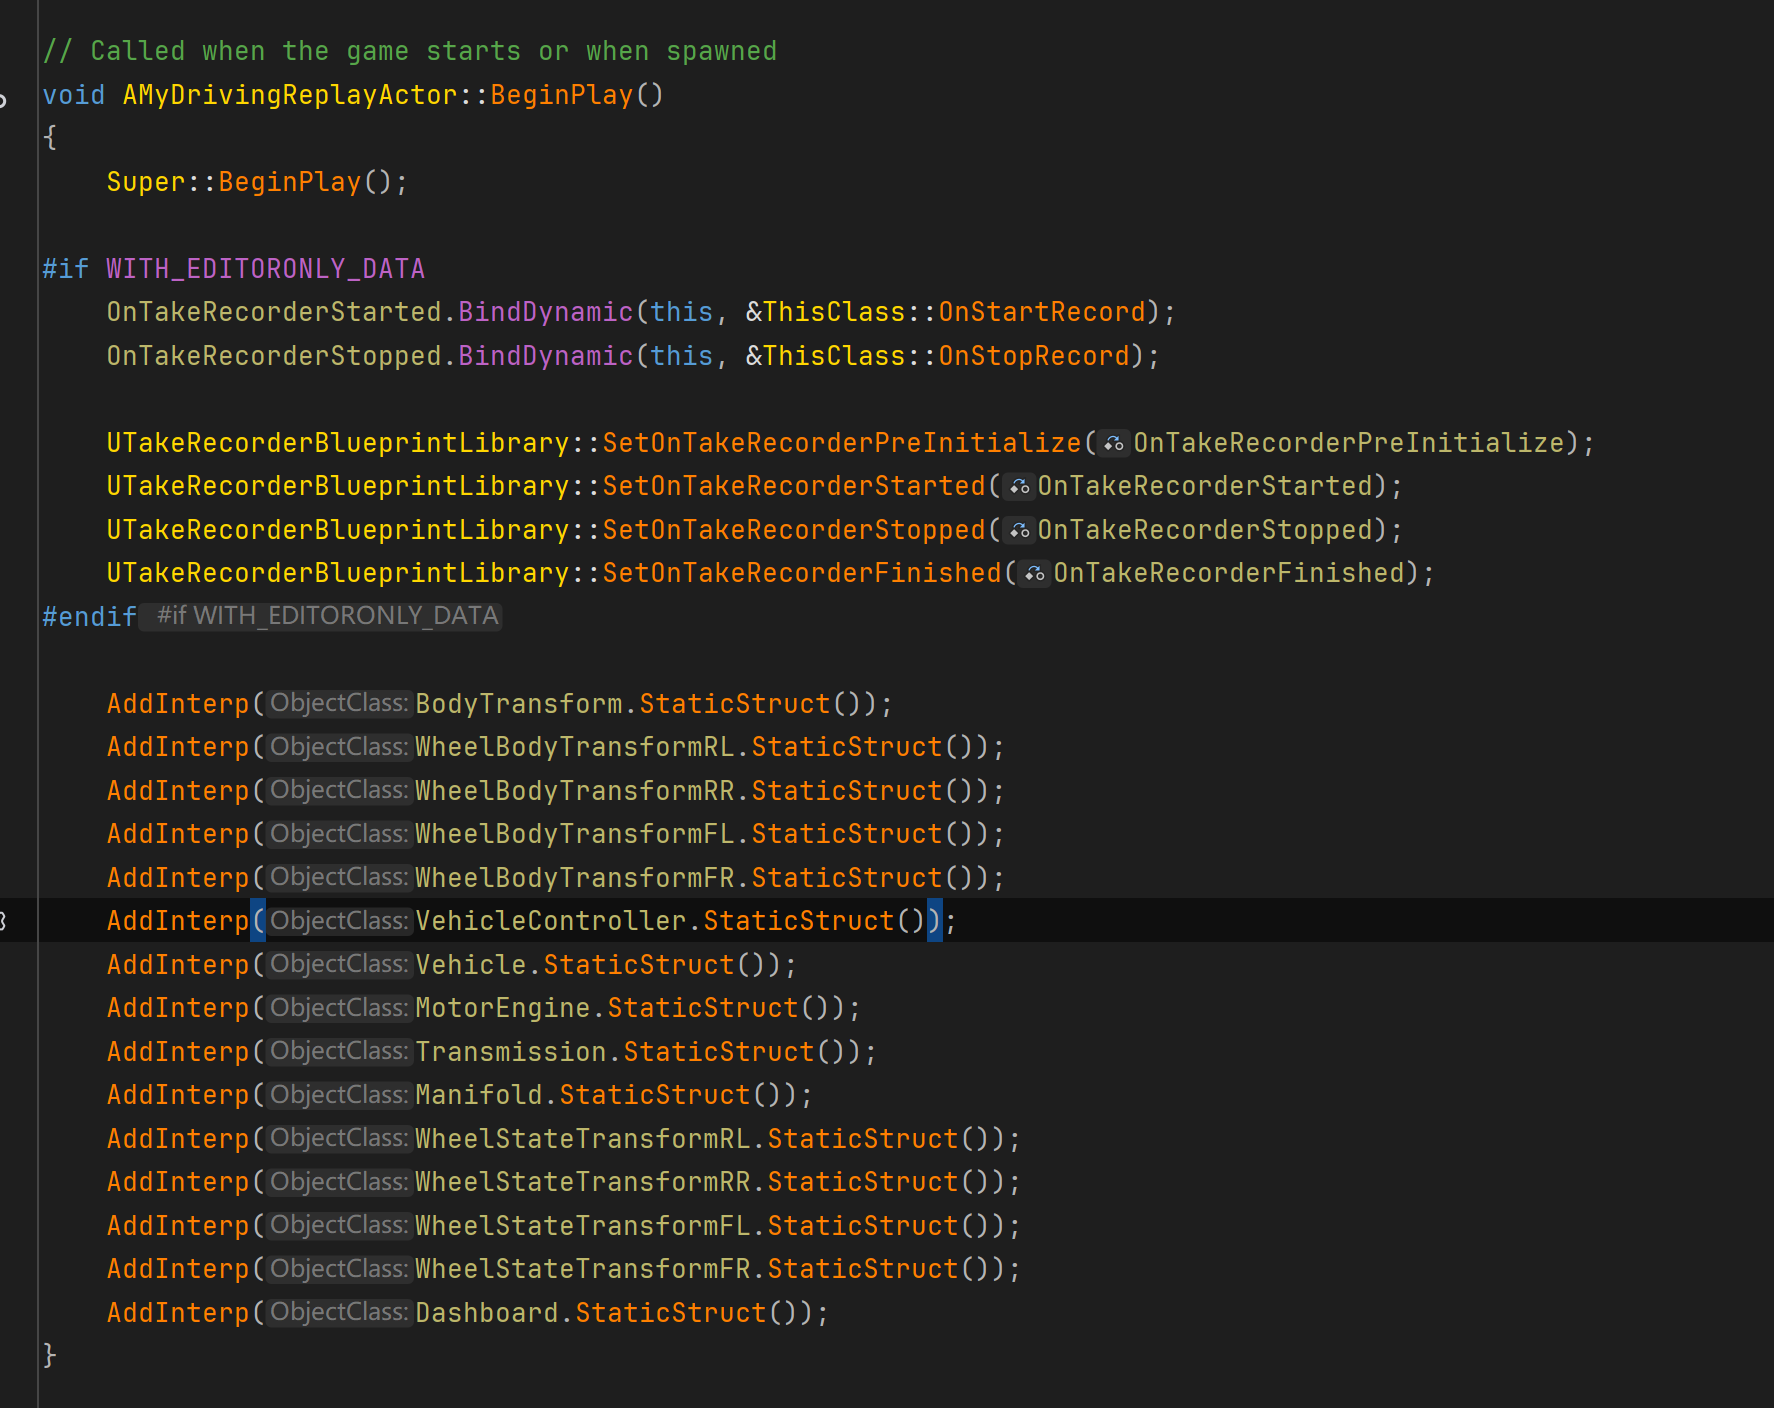 // Called when the game starts or when spawned
void AMyDrivingReplayActor::BeginPlay()
{
    Super::BeginPlay();

#if WITH_EDITORONLY_DATA
    OnTakeRecorderStarted.BindDynamic(this, &ThisClass::OnStartRecord);
    OnTakeRecorderStopped.BindDynamic(this, &ThisClass::OnStopRecord);

    UTakeRecorderBlueprintLibrary::SetOnTakeRecorderPreInitialize(OnTakeRecorderPreInitialize);
    UTakeRecorderBlueprintLibrary::SetOnTakeRecorderStarted(OnTakeRecorderStarted);
    UTakeRecorderBlueprintLibrary::SetOnTakeRecorderStopped(OnTakeRecorderStopped);
    UTakeRecorderBlueprintLibrary::SetOnTakeRecorderFinished(OnTakeRecorderFinished);
#endif #if WITH_EDITORONLY_DATA

    AddInterp(ObjectClass: BodyTransform.StaticStruct());
    AddInterp(ObjectClass: WheelBodyTransformRL.StaticStruct());
    AddInterp(ObjectClass: WheelBodyTransformRR.StaticStruct());
    AddInterp(ObjectClass: WheelBodyTransformFL.StaticStruct());
    AddInterp(ObjectClass: WheelBodyTransformFR.StaticStruct());
    AddInterp(ObjectClass: VehicleController.StaticStruct());
    AddInterp(ObjectClass: Vehicle.StaticStruct());
    AddInterp(ObjectClass: MotorEngine.StaticStruct());
    AddInterp(ObjectClass: Transmission.StaticStruct());
    AddInterp(ObjectClass: Manifold.StaticStruct());
    AddInterp(ObjectClass: WheelStateTransformRL.StaticStruct());
    AddInterp(ObjectClass: WheelStateTransformRR.StaticStruct());
    AddInterp(ObjectClass: WheelStateTransformFL.StaticStruct());
    AddInterp(ObjectClass: WheelStateTransformFR.StaticStruct());
    AddInterp(ObjectClass: Dashboard.StaticStruct());
}